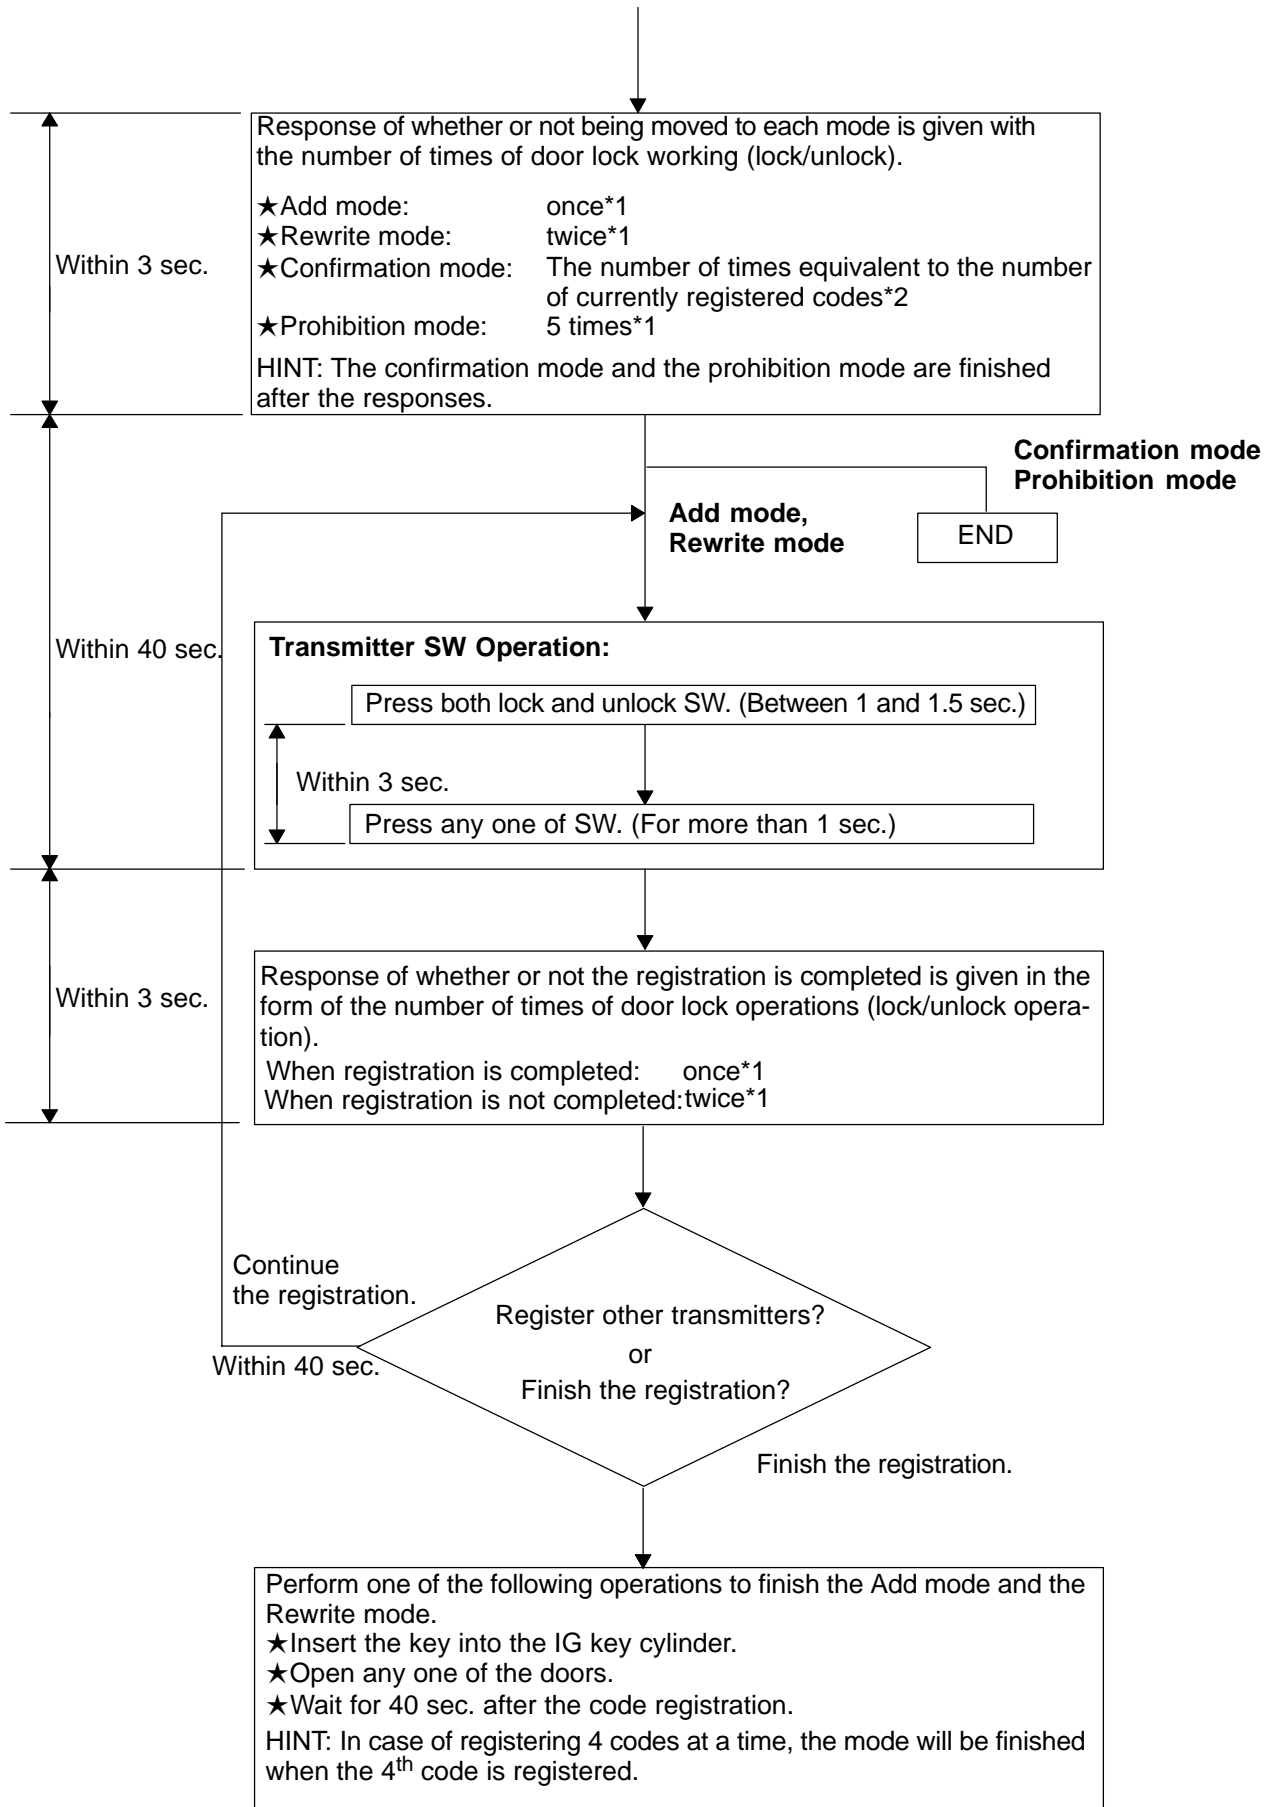 Response of whether or not being moved to each mode is given with
the number of times of door lock working (lock/unlock).
★Add mode: once*1
★Rewrite mode: twice*1
Within 3 sec.
★Confirmation mode: The number of times equivalent to the number
of currently registered codes*2
★Prohibition mode: 5 times*1
HINT: The confirmation mode and the prohibition mode are finished
after the responses.
Confirmation mode
Prohibition mode
Add mode,
Rewrite mode
END
Within 40 sec.
Transmitter SW Operation:
Press both lock and unlock SW. (Between 1 and 1.5 sec.)
Within 3 sec.
Press any one of SW. (For more than 1 sec.)
Within 3 sec.
Response of whether or not the registration is completed is given in the
form of the number of times of door lock operations (lock/unlock opera-
tion).
When registration is completed: once*1
When registration is not completed:twice*1
Continue
the registration.
Within 40 sec.
Register other transmitters?
or
Finish the registration?
Finish the registration.
Perform one of the following operations to finish the Add mode and the
Rewrite mode.
★Insert the key into the IG key cylinder.
★Open any one of the doors.
★Wait for 40 sec. after the code registration.
HINT: In case of registering 4 codes at a time, the mode will be finished
when the 4th code is registered.